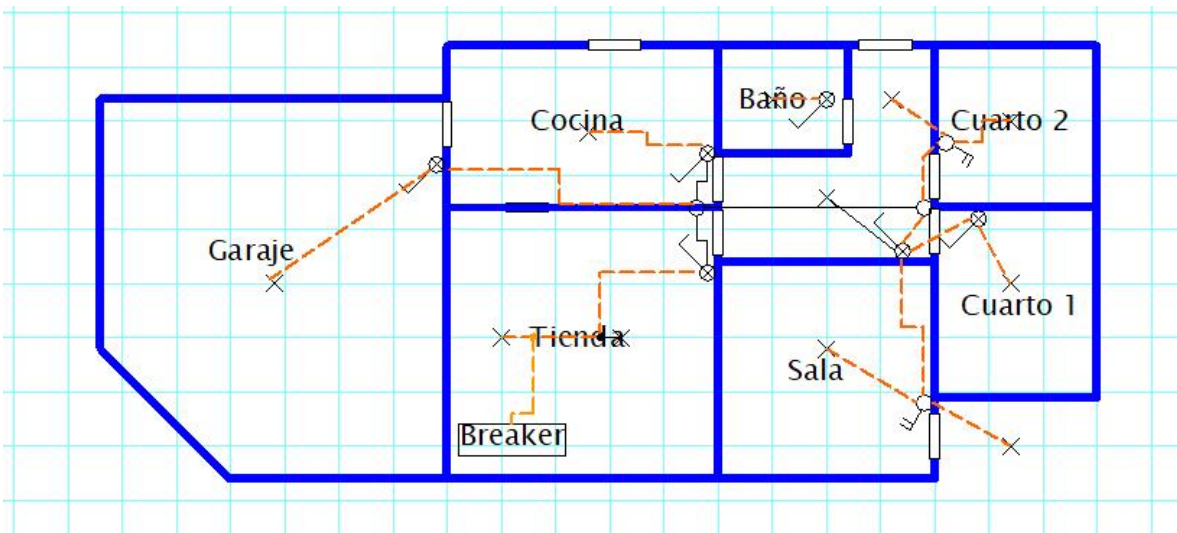 Baño
Cocina
Cuarto 2
Garaje
Cuarto 1
Tienda
Sala
Breaker